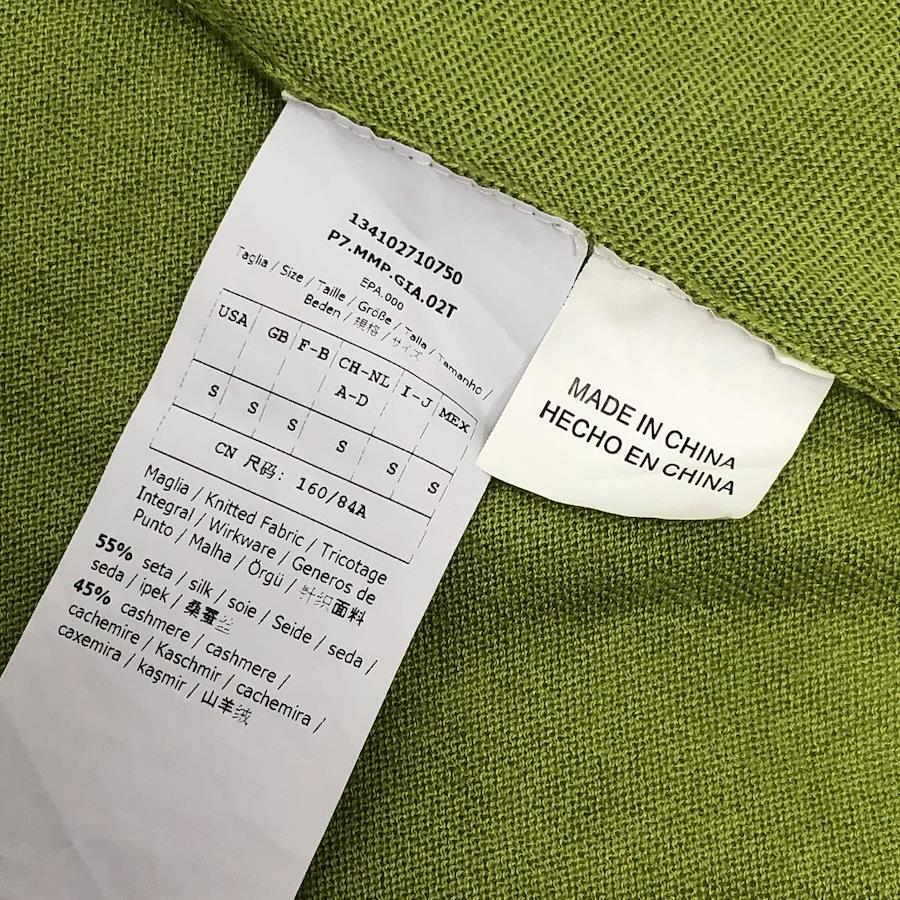 134102710750
P7.MMP.GIA.02T
EPA.000
Taglia / Size / Taille / Größe / Talla / Tamanho /
Beden / 規格 / サイズ
USA GB F-B CH-NL A-D I-J MEX
S S S S S S
CN 尺码: 160/84A
Maglia / Knitted Fabric / Tricotage
Integral / Wirkware / Generos de
Punto / Malha / Örgü / 针织面料
55% seta / silk / soie / Seide / seda /
seda / ipek / 桑蚕丝
45% cashmere / cashmere /
cachemire / Kaschmir / cachemira /
caxemira / kaşmir / 山羊绒
MADE IN CHINA
HECHO EN CHINA